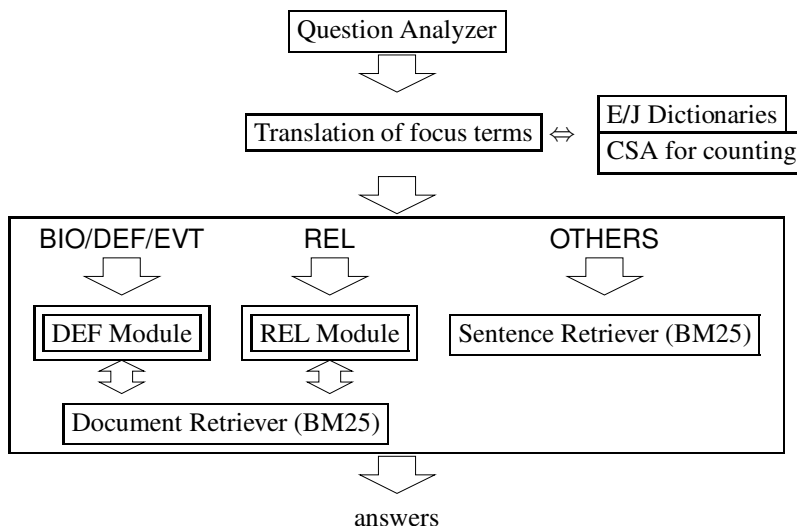 Question Analyzer
Translation of focus terms ⇔
E/J Dictionaries
CSA for counting
BIO/DEF/EVT REL OTHERS
DEF Module REL Module Sentence Retriever (BM25)
Document Retriever (BM25)
answers